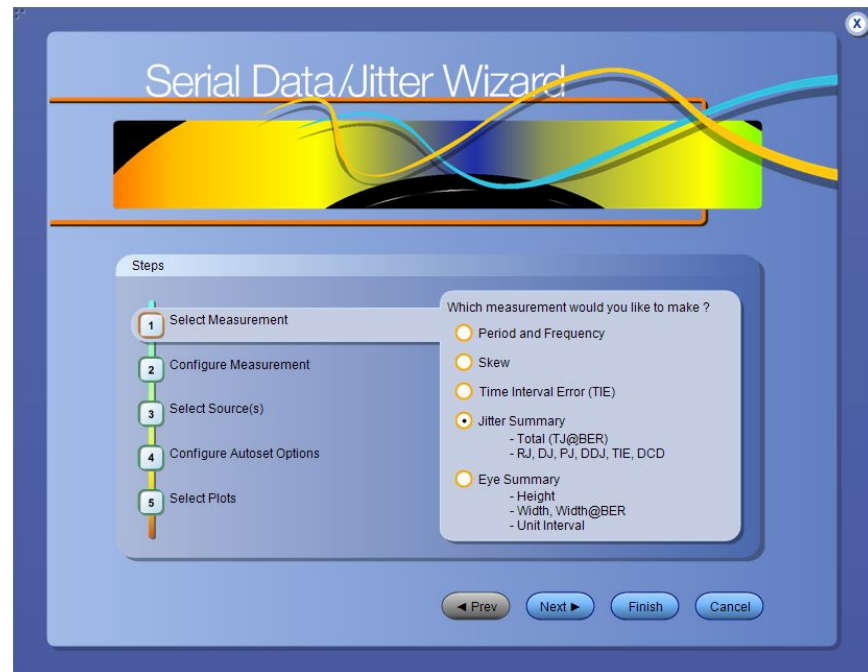 X
Serial Data/Jitter Wizard
Steps
1 Select Measurement
2 Configure Measurement
3 Select Source(s)
4 Configure Autoset Options
5 Select Plots
Which measurement would you like to make ?
Period and Frequency
Skew
Time Interval Error (TIE)
Jitter Summary
- Total (TJ@BER)
- RJ, DJ, PJ, DDJ, TIE, DCD
Eye Summary
- Height
- Width, Width@BER
- Unit Interval
◄ Prev Next ► Finish Cancel